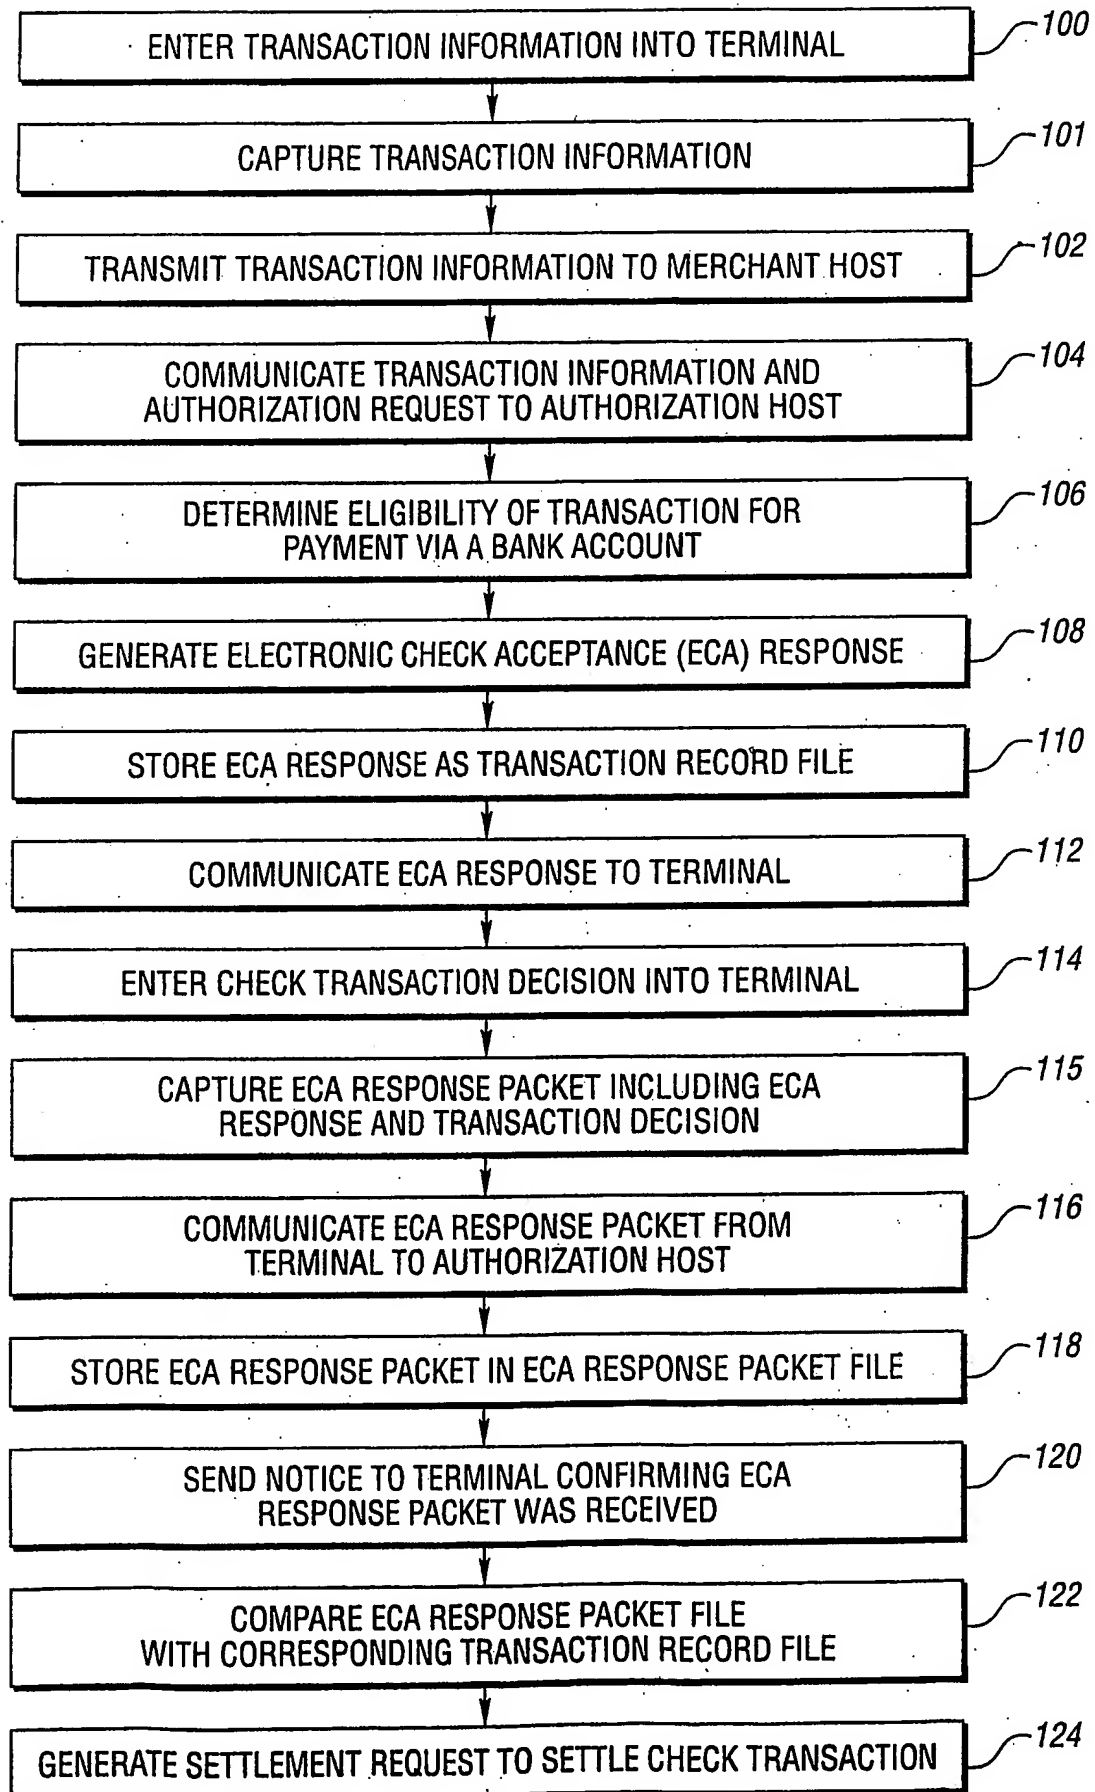 ENTER TRANSACTION INFORMATION INTO TERMINAL
100
CAPTURE TRANSACTION INFORMATION
101
TRANSMIT TRANSACTION INFORMATION TO MERCHANT HOST
102
COMMUNICATE TRANSACTION INFORMATION AND
AUTHORIZATION REQUEST TO AUTHORIZATION HOST
104
DETERMINE ELIGIBILITY OF TRANSACTION FOR
PAYMENT VIA A BANK ACCOUNT
106
GENERATE ELECTRONIC CHECK ACCEPTANCE (ECA) RESPONSE
108
STORE ECA RESPONSE AS TRANSACTION RECORD FILE
110
COMMUNICATE ECA RESPONSE TO TERMINAL
112
ENTER CHECK TRANSACTION DECISION INTO TERMINAL
114
CAPTURE ECA RESPONSE PACKET INCLUDING ECA
RESPONSE AND TRANSACTION DECISION
115
COMMUNICATE ECA RESPONSE PACKET FROM
TERMINAL TO AUTHORIZATION HOST
116
STORE ECA RESPONSE PACKET IN ECA RESPONSE PACKET FILE
118
SEND NOTICE TO TERMINAL CONFIRMING ECA
RESPONSE PACKET WAS RECEIVED
120
COMPARE ECA RESPONSE PACKET FILE
WITH CORRESPONDING TRANSACTION RECORD FILE
122
GENERATE SETTLEMENT REQUEST TO SETTLE CHECK TRANSACTION
124